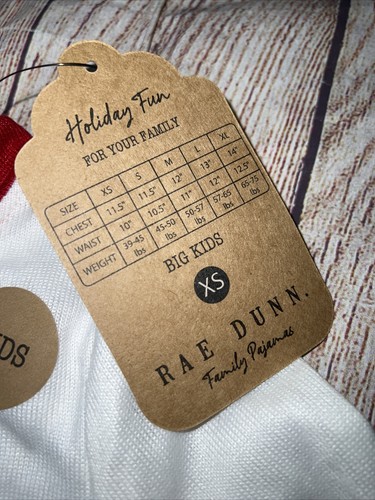 Holiday Fun
FOR YOUR FAMILY
SIZE XS S M L XL
CHEST 11.5" 11.5" 12" 13" 14"
WAIST 10" 10.5" 11" 12" 12.5"
WEIGHT 39-45 lbs 45-50 lbs 50-57 lbs 57-65 lbs 65-75 lbs
BIG KIDS
XS
RAE DUNN.
Family Pajamas
IDS